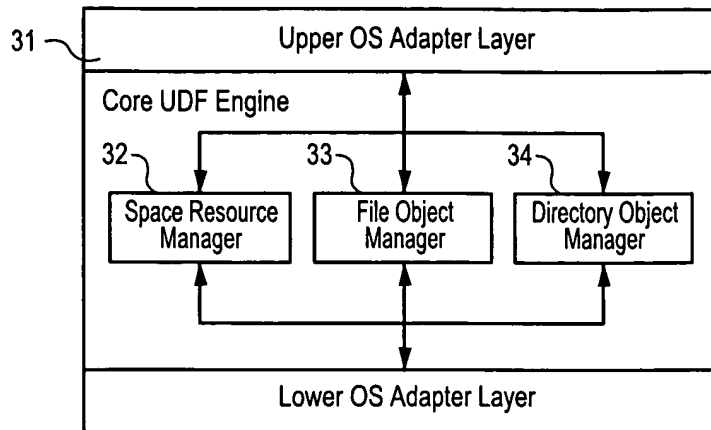 31
Upper OS Adapter Layer
Core UDF Engine
32
33
34
Space Resource
Manager
File Object
Manager
Directory Object
Manager
Lower OS Adapter Layer